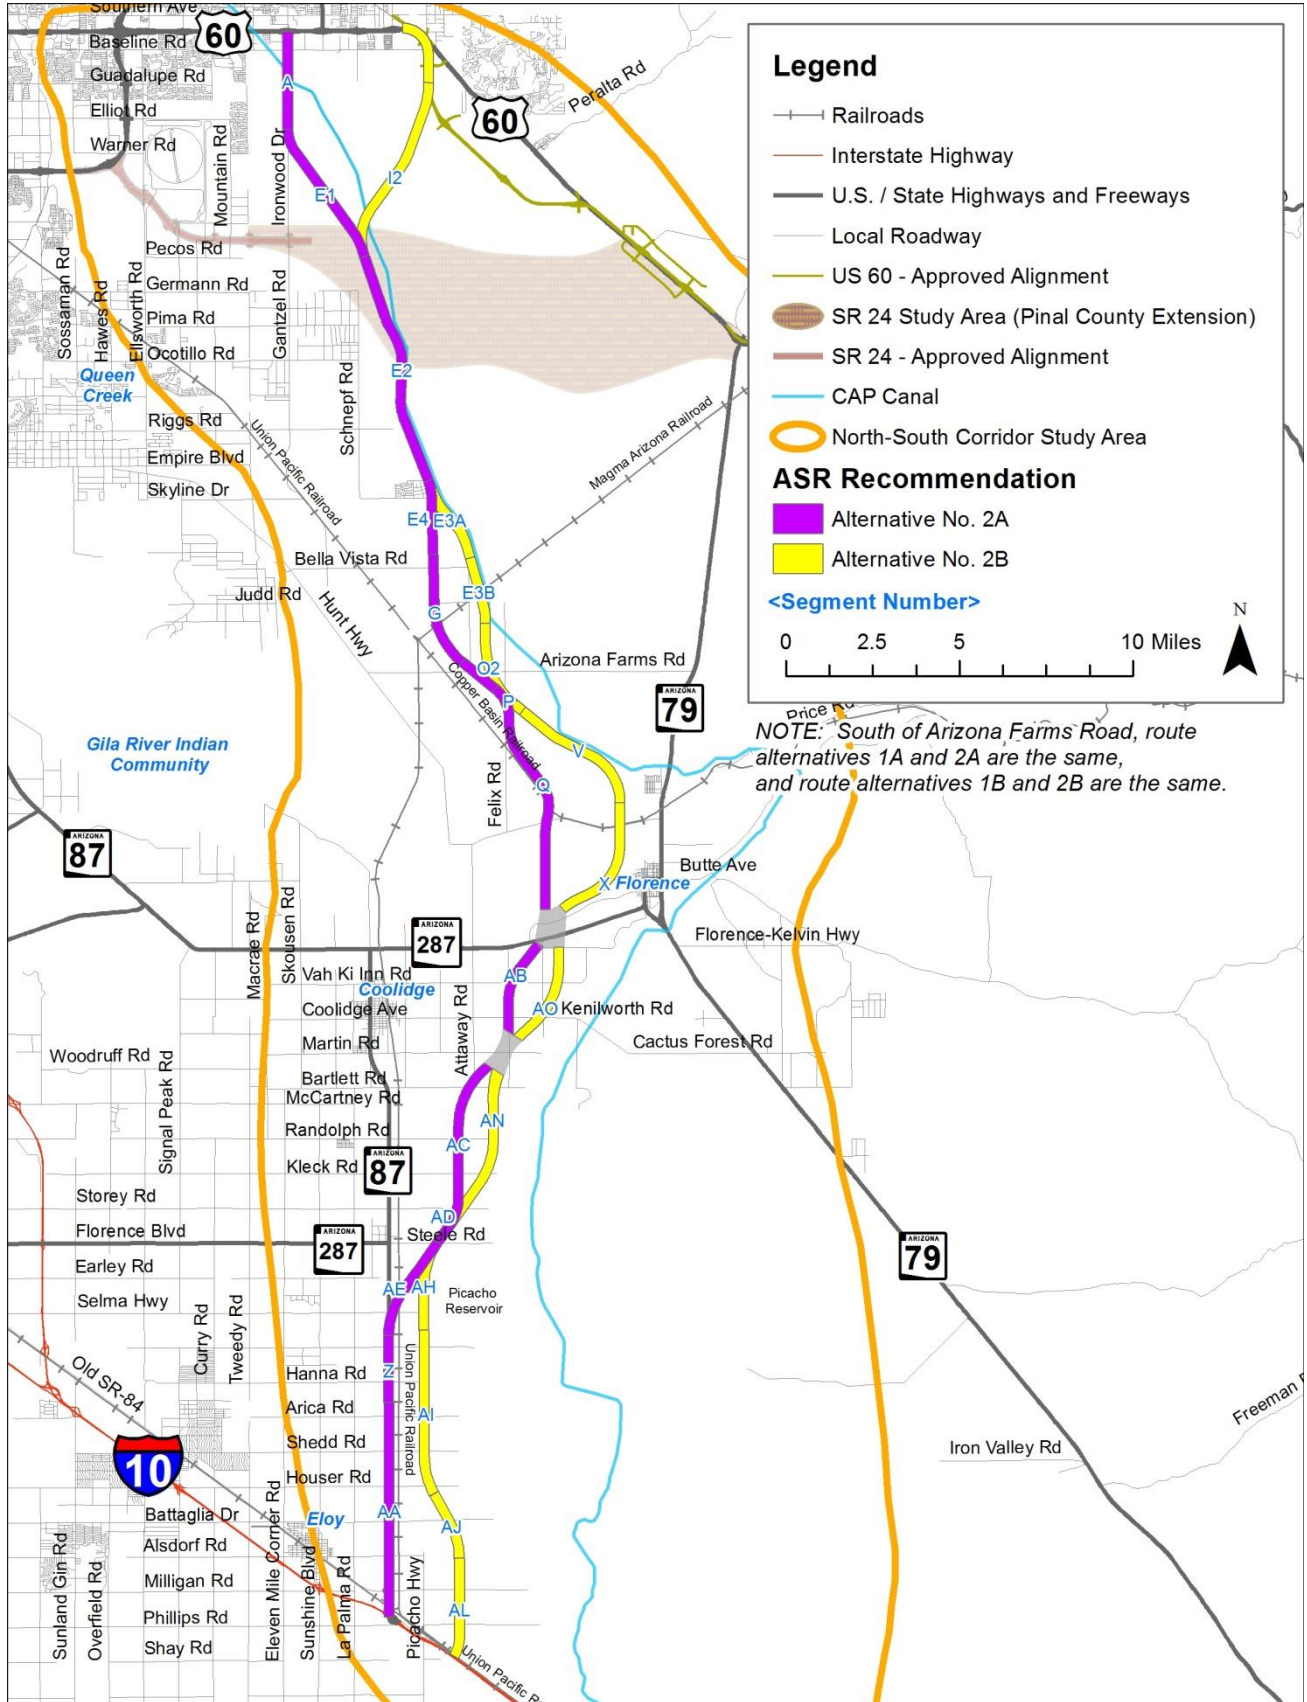 Southern Ave
Baseline Rd
60
Guadalupe Rd
Elliot Rd
Warner Rd
Mountain Rd
Ironwood Dr
A
I2
E1
60
Peralta Rd
Legend
Railroads
Interstate Highway
U.S. / State Highways and Freeways
Local Roadway
US 60 - Approved Alignment
SR 24 Study Area (Pinal County Extension)
SR 24 - Approved Alignment
CAP Canal
North-South Corridor Study Area
ASR Recommendation
Alternative No. 2A
Alternative No. 2B
<Segment Number>
0 2.5 5 10 Miles
N
NOTE: South of Arizona Farms Road, route
alternatives 1A and 2A are the same,
and route alternatives 1B and 2B are the same.
Pecos Rd
Germann Rd
Pima Rd
Ocotillo Rd
Sossaman Rd
Hawes Rd
Ellsworth Rd
Gantzel Rd
Schnepf Rd
Queen
Creek
E2
Riggs Rd
Empire Blvd
Skyline Dr
Union Pacific Railroad
Magma Arizona Railroad
E4
E3A
Bella Vista Rd
Judd Rd
Hunt Hwy
E3B
G
O2
Arizona Farms Rd
Copper Basin Railroad
P
79
Price Rd
V
Q
Gila River Indian
Community
Felix Rd
87
Butte Ave
X
Florence
Macrae Rd
Skousen Rd
287
Florence-Kelvin Hwy
Vah Ki Inn Rd
Coolidge
Coolidge Ave
AB
AO
Kenilworth Rd
Martin Rd
Attaway Rd
Cactus Forest Rd
Woodruff Rd
Signal Peak Rd
Bartlett Rd
McCartney Rd
Randolph Rd
AN
AC
Kleck Rd
87
Storey Rd
Florence Blvd
287
AD
Steele Rd
79
Earley Rd
Selma Hwy
AE
AH
Picacho
Reservoir
Curry Rd
Tweedy Rd
Old SR-84
Hanna Rd
Z
Union Pacific Railroad
Arica Rd
AI
Shedd Rd
Iron Valley Rd
Freeman
10
Houser Rd
Battaglia Dr
Eloy
AA
AJ
Alsdorf Rd
Milligan Rd
Phillips Rd
Shay Rd
Sunland Gin Rd
Overfield Rd
Eleven Mile Corner Rd
Sunshine Blvd
La Palma Rd
Picacho Hwy
AL
Union Pacific
ARIZONA
ARIZONA
ARIZONA
ARIZONA
ARIZONA
ARIZONA